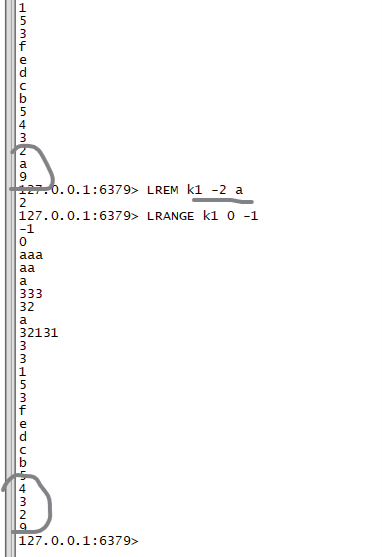 1
5
3
f
e
d
c
b
5
4
3
2
a
9
127.0.0.1:6379> LREM k1 -2 a
2
127.0.0.1:6379> LRANGE k1 0 -1
-1
0
aaa
aa
a
333
32
a
32131
3
3
1
5
3
f
e
d
c
b
5
4
3
2
9
127.0.0.1:6379>